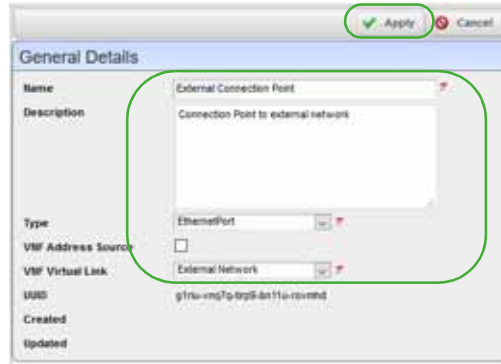 Apply Cancel
General Details
Name External Connection Point
Description Connection Point to external network
Type EthernetPort
VNF Address Source
VNF Virtual Link External Network
UUID
Created
Updated